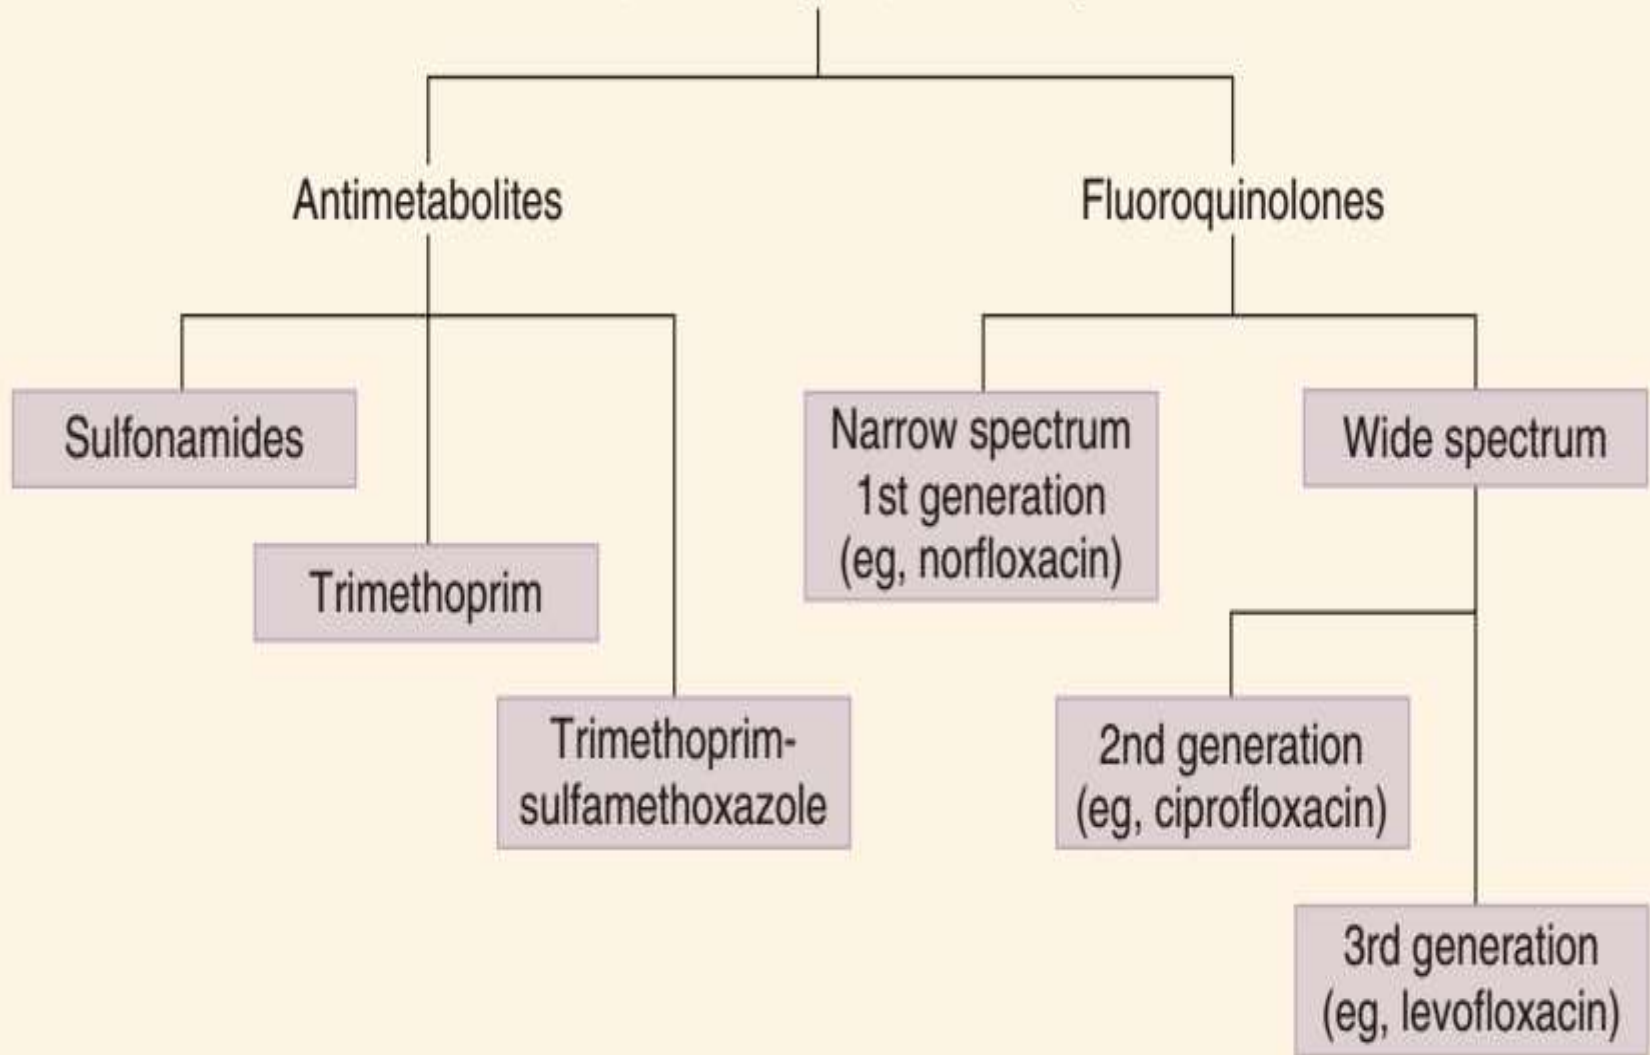 Antimetabolites
Fluoroquinolones
Sulfonamides
Trimethoprim
Trimethoprim-
sulfamethoxazole
Narrow spectrum
1st generation
(eg, norfloxacin)
Wide spectrum
2nd generation
(eg, ciprofloxacin)
3rd generation
(eg, levofloxacin)